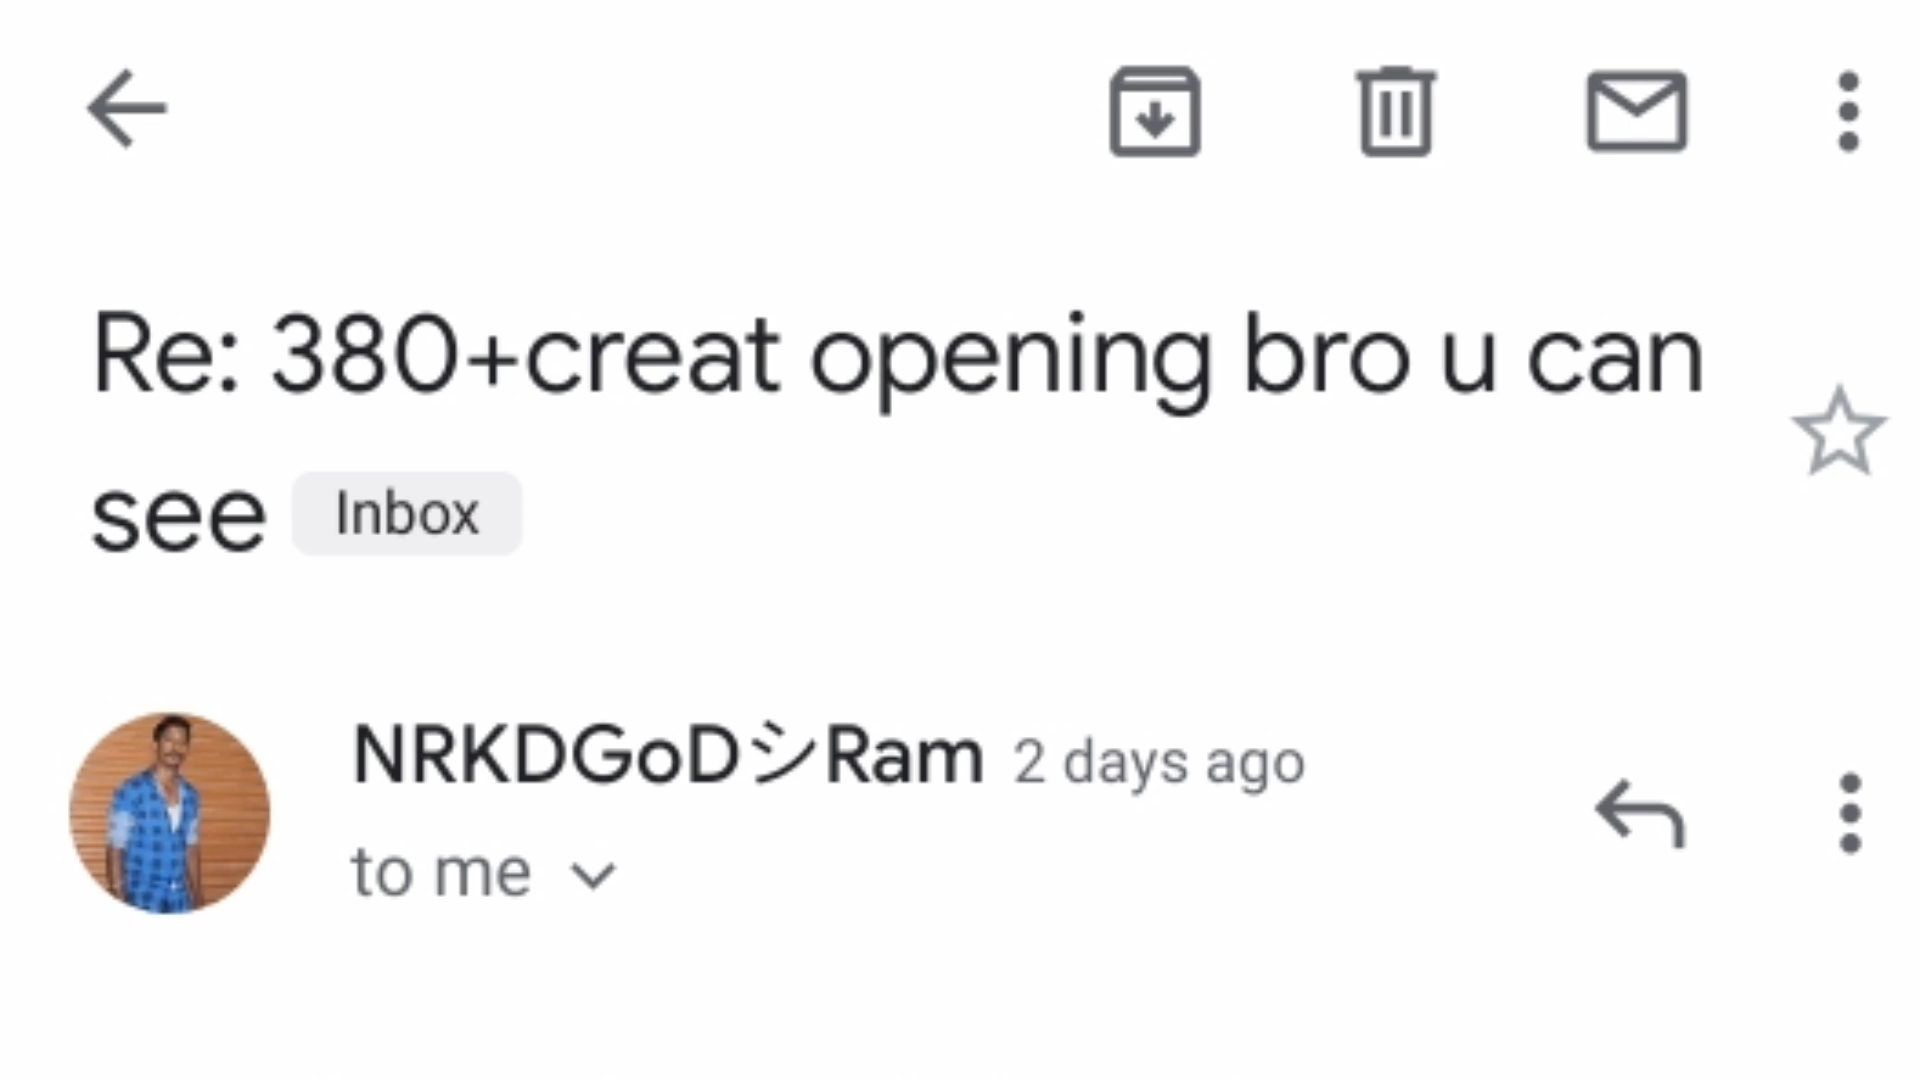 Re: 380+creat opening bro u can
see Inbox
NRKDGoDシRam 2 days ago
to me